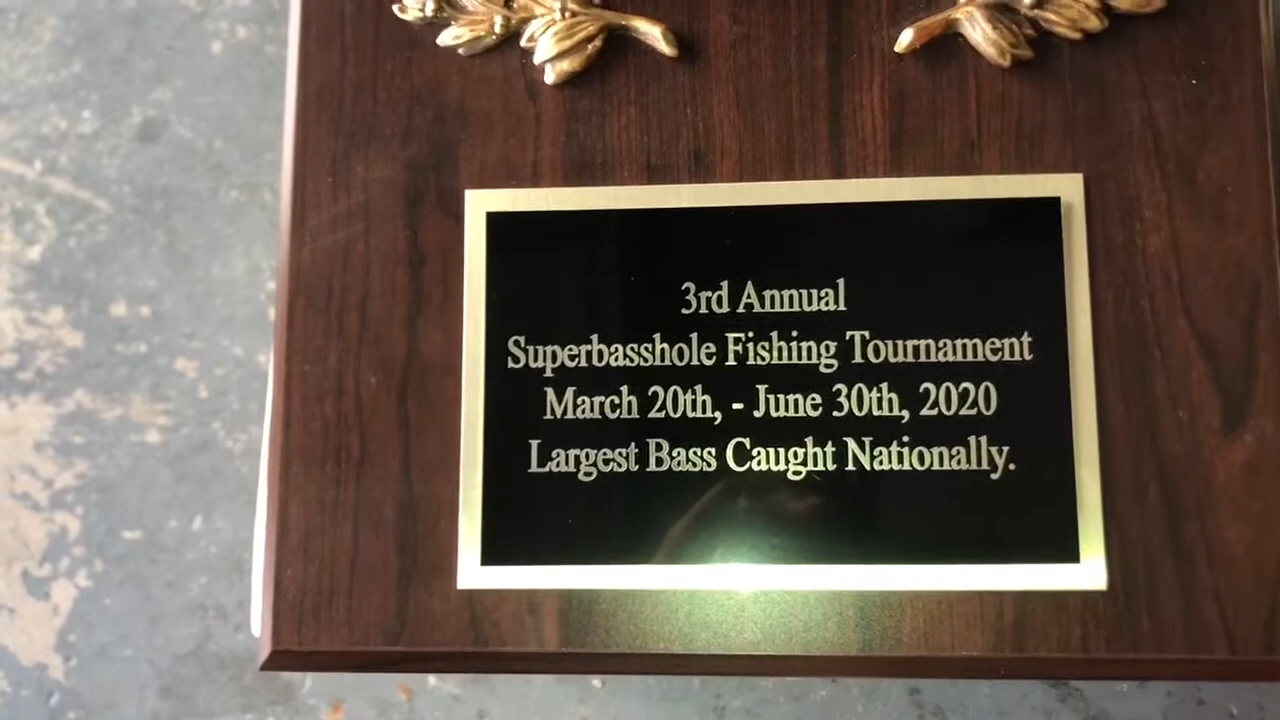 3rd Annual
Superbasshole Fishing Tournament
March 20th, - June 30th, 2020
Largest Bass Caught Nationally.